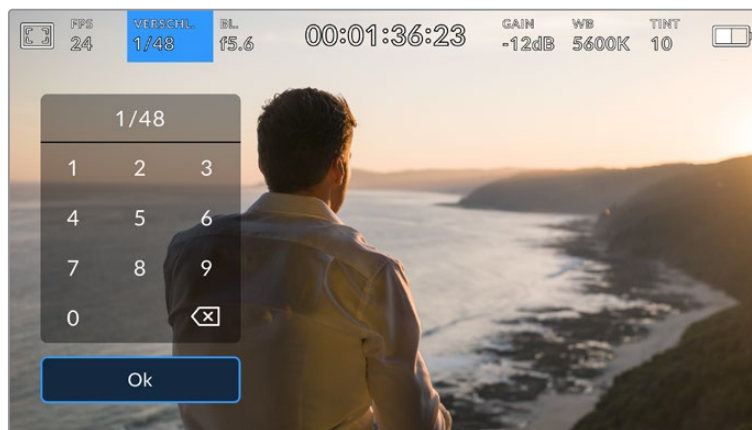 FPS VERSCHL. BL. GAIN WB TINT
24 1/48 f5.6 00:01:36:23 -12dB 5600K 10
1/48
1 2 3
4 5 6
7 8 9
0
Ok